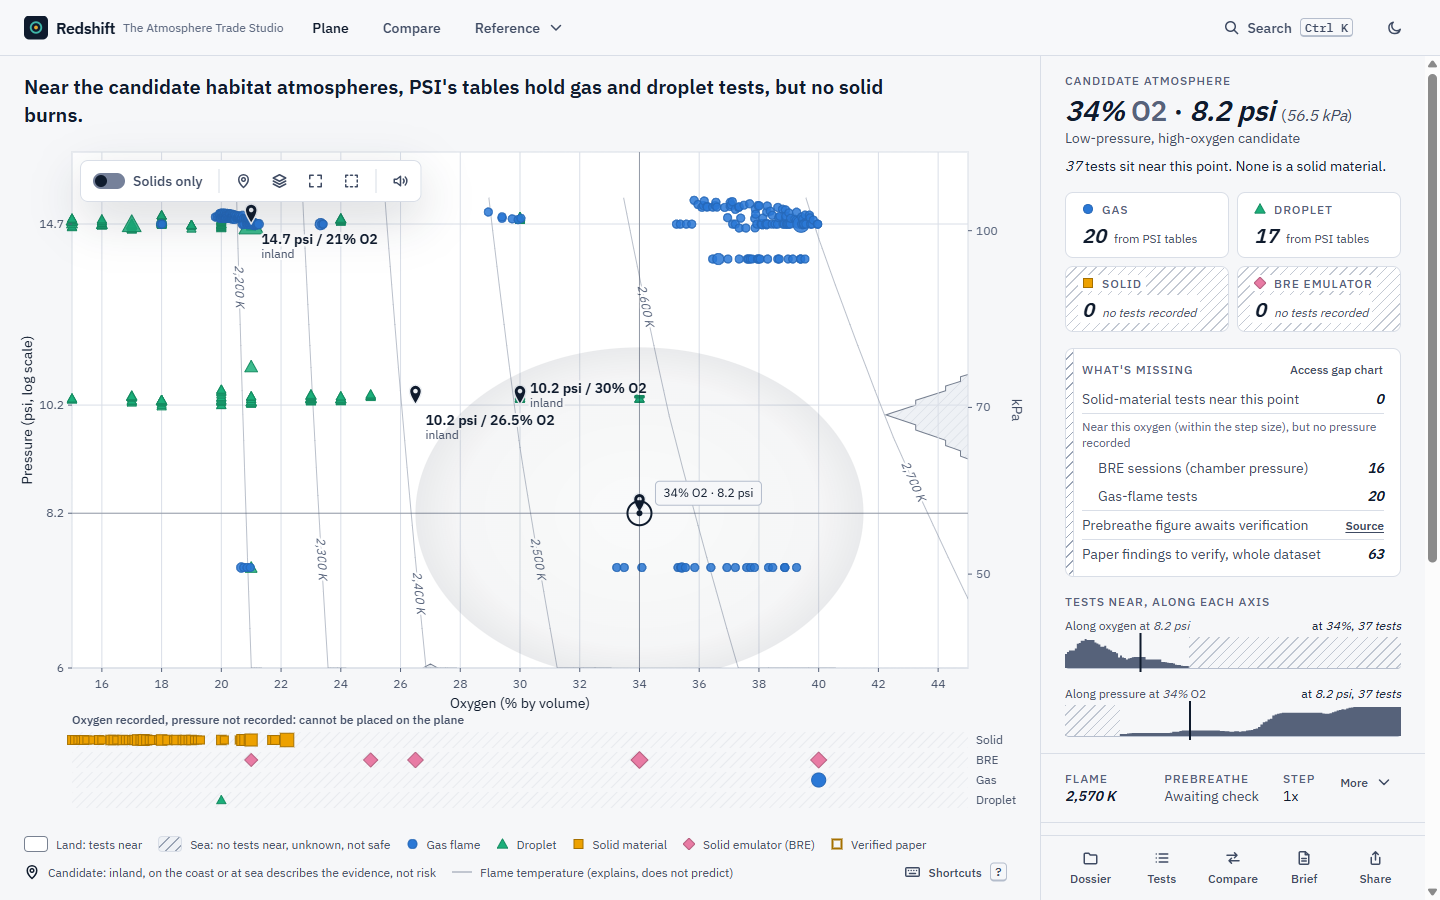 Redshift The Atmosphere Trade Studio Plane Compare Reference Search Ctrl K
Near the candidate habitat atmospheres, PSI's tables hold gas and droplet tests, but no solid
burns.
Solids only
14.7 psi / 21% O2
inland
10.2 psi / 30% O2
inland
10.2 psi / 26.5% O2
inland
34% O2 · 8.2 psi
2,200 K
2,300 K
2,400 K
2,500 K
2,600 K
2,700 K
Pressure (psi, log scale)
14.7
10.2
8.2
6
100
70
50
kPa
16 18 20 22 24 26 28 30 32 34 36 38 40 42 44
Oxygen (% by volume)
Oxygen recorded, pressure not recorded: cannot be placed on the plane
Solid
BRE
Gas
Droplet
Land: tests near Sea: no tests near, unknown, not safe Gas flame Droplet Solid material Solid emulator (BRE) Verified paper
Candidate: inland, on the coast or at sea describes the evidence, not risk Flame temperature (explains, does not predict) Shortcuts ?
CANDIDATE ATMOSPHERE
34% O2 · 8.2 psi (56.5 kPa)
Low-pressure, high-oxygen candidate
37 tests sit near this point. None is a solid material.
GAS
20 from PSI tables
DROPLET
17 from PSI tables
SOLID
0 no tests recorded
BRE EMULATOR
0 no tests recorded
WHAT'S MISSING Access gap chart
Solid-material tests near this point 0
Near this oxygen (within the step size), but no pressure
recorded
BRE sessions (chamber pressure) 16
Gas-flame tests 20
Prebreathe figure awaits verification Source
Paper findings to verify, whole dataset 63
TESTS NEAR, ALONG EACH AXIS
Along oxygen at 8.2 psi at 34%, 37 tests
Along pressure at 34% O2 at 8.2 psi, 37 tests
FLAME PREBREATHE STEP More
2,570 K Awaiting check 1x
Dossier Tests Compare Brief Share